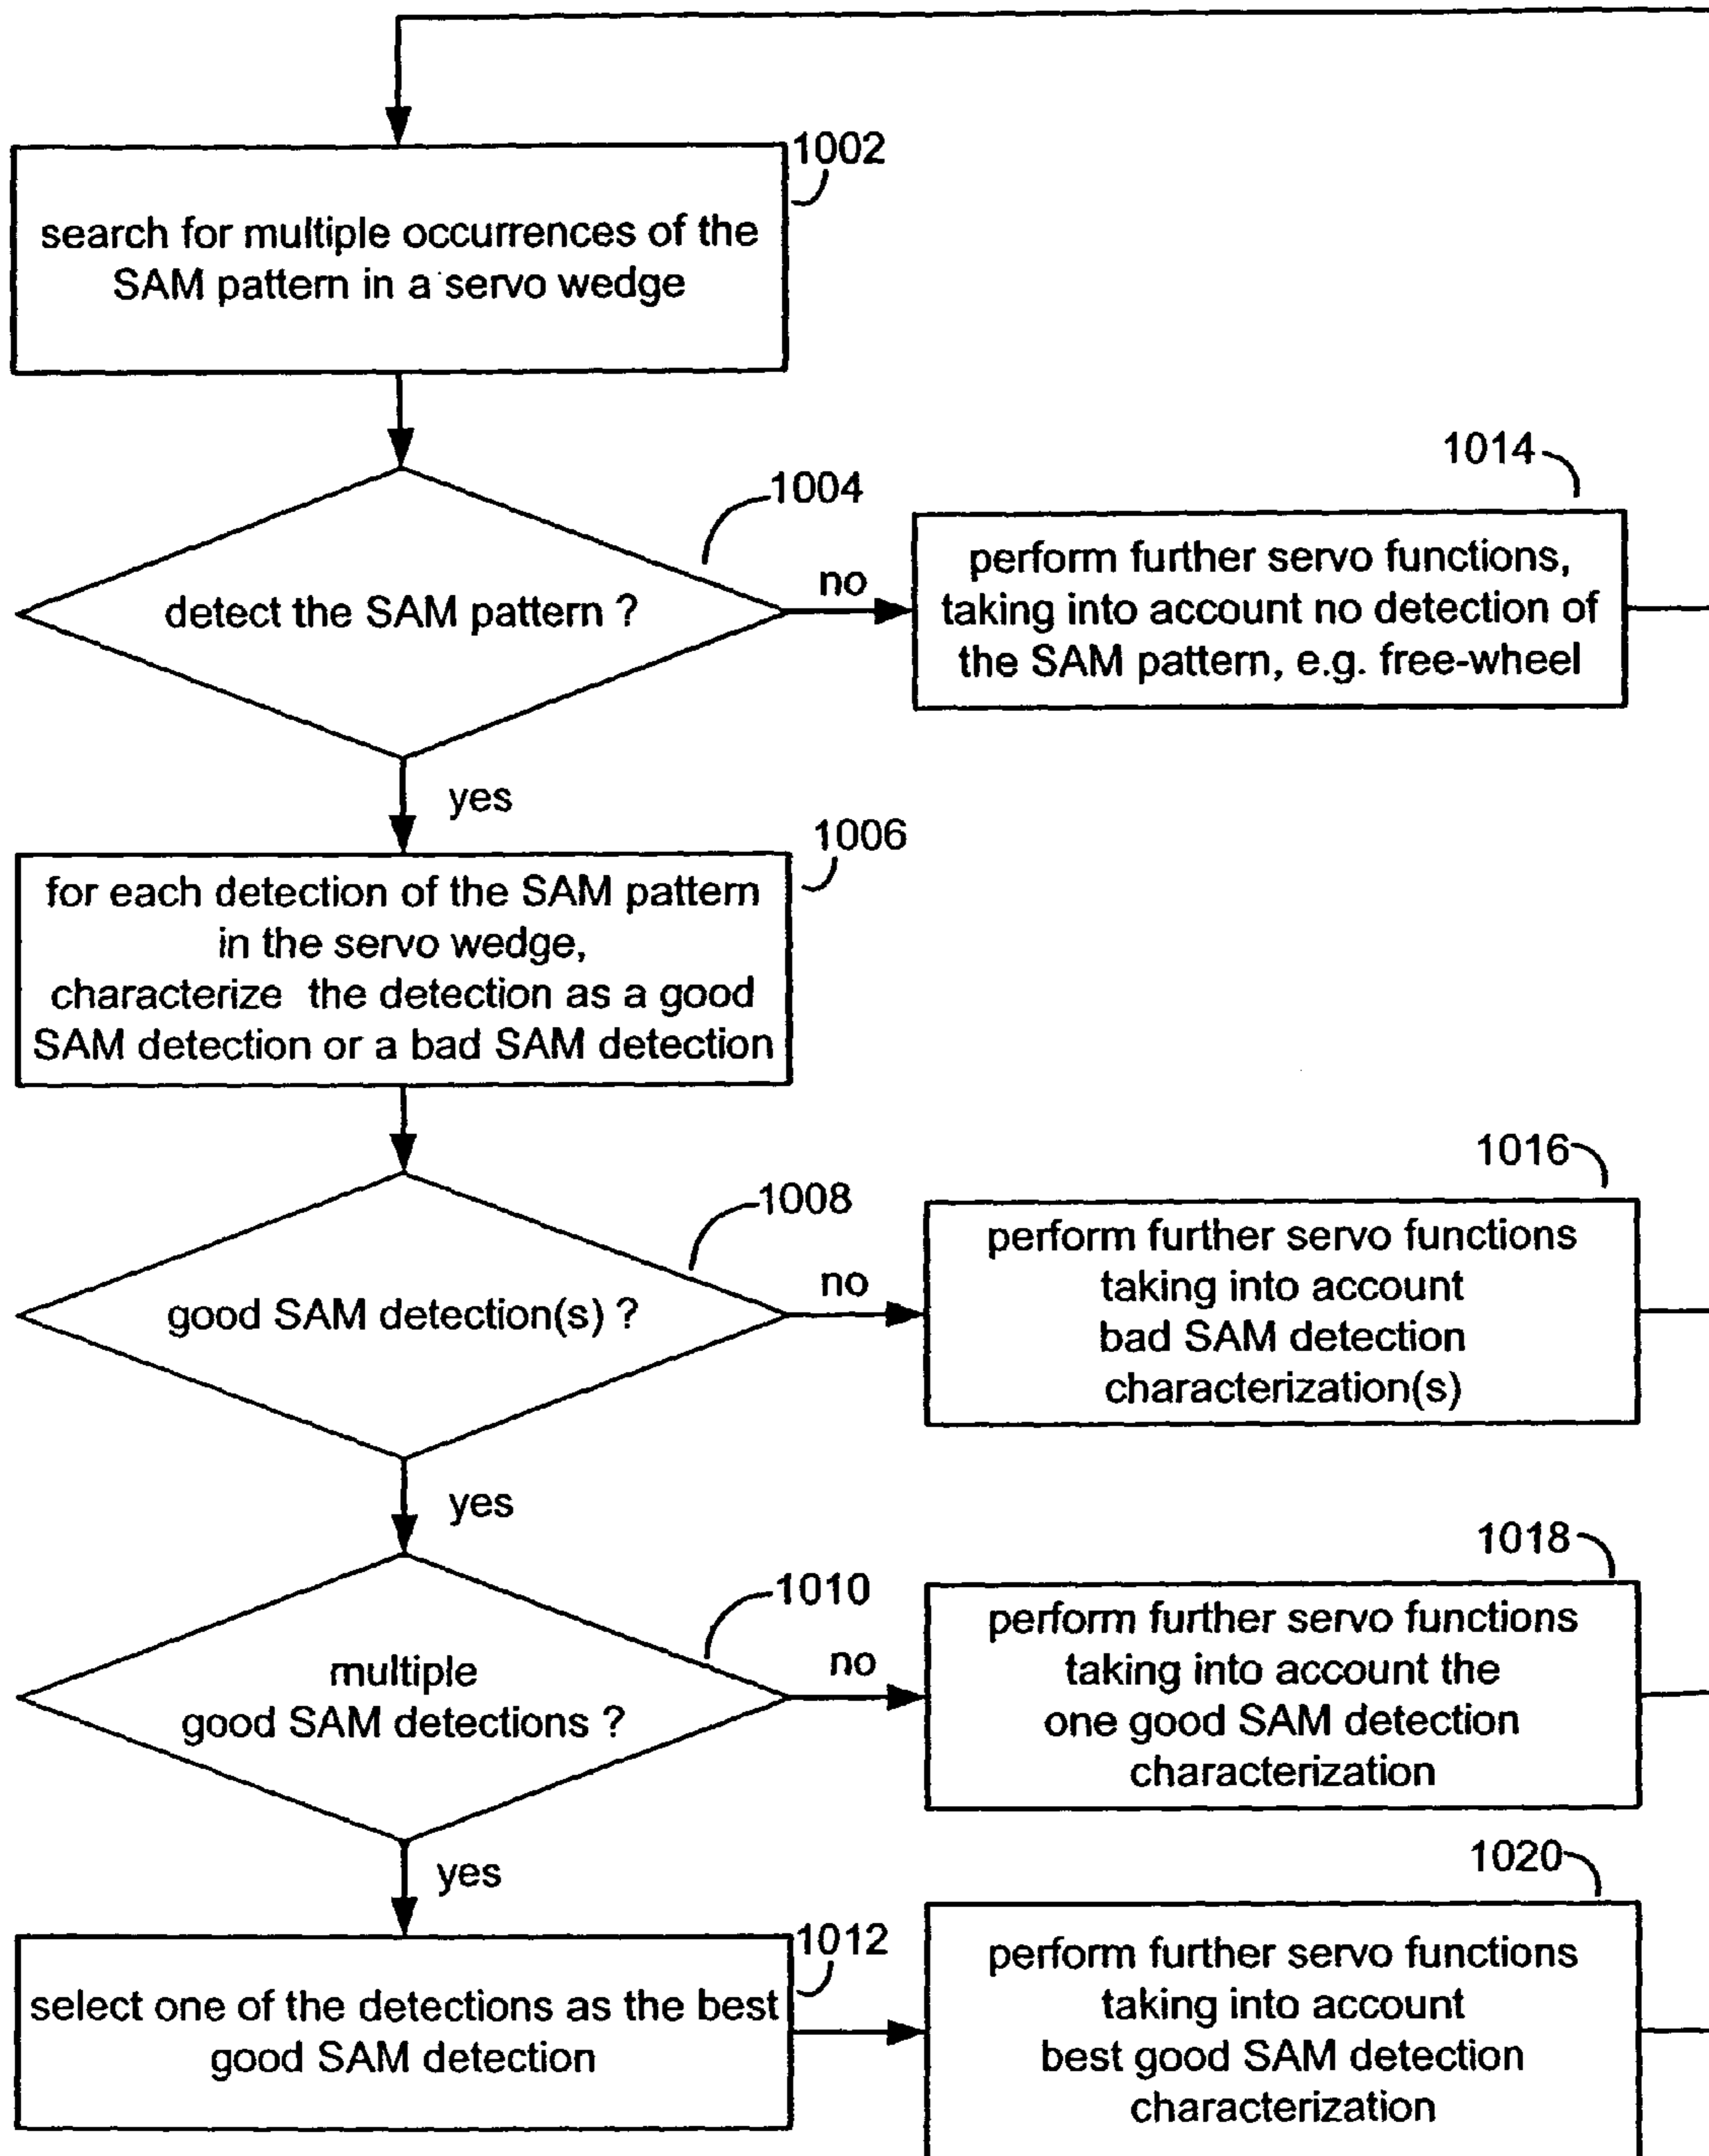 1002
search for multiple occurrences of the
SAM pattern in a servo wedge
1004
detect the SAM pattern ?
no
1014
perform further servo functions,
taking into account no detection of
the SAM pattern, e.g. free-wheel
yes
1006
for each detection of the SAM pattern
in the servo wedge,
characterize the detection as a good
SAM detection or a bad SAM detection
1008
good SAM detection(s) ?
no
1016
perform further servo functions
taking into account
bad SAM detection
characterization(s)
yes
1010
multiple
good SAM detections ?
no
1018
perform further servo functions
taking into account the
one good SAM detection
characterization
yes
1012
select one of the detections as the best
good SAM detection
1020
perform further servo functions
taking into account
best good SAM detection
characterization